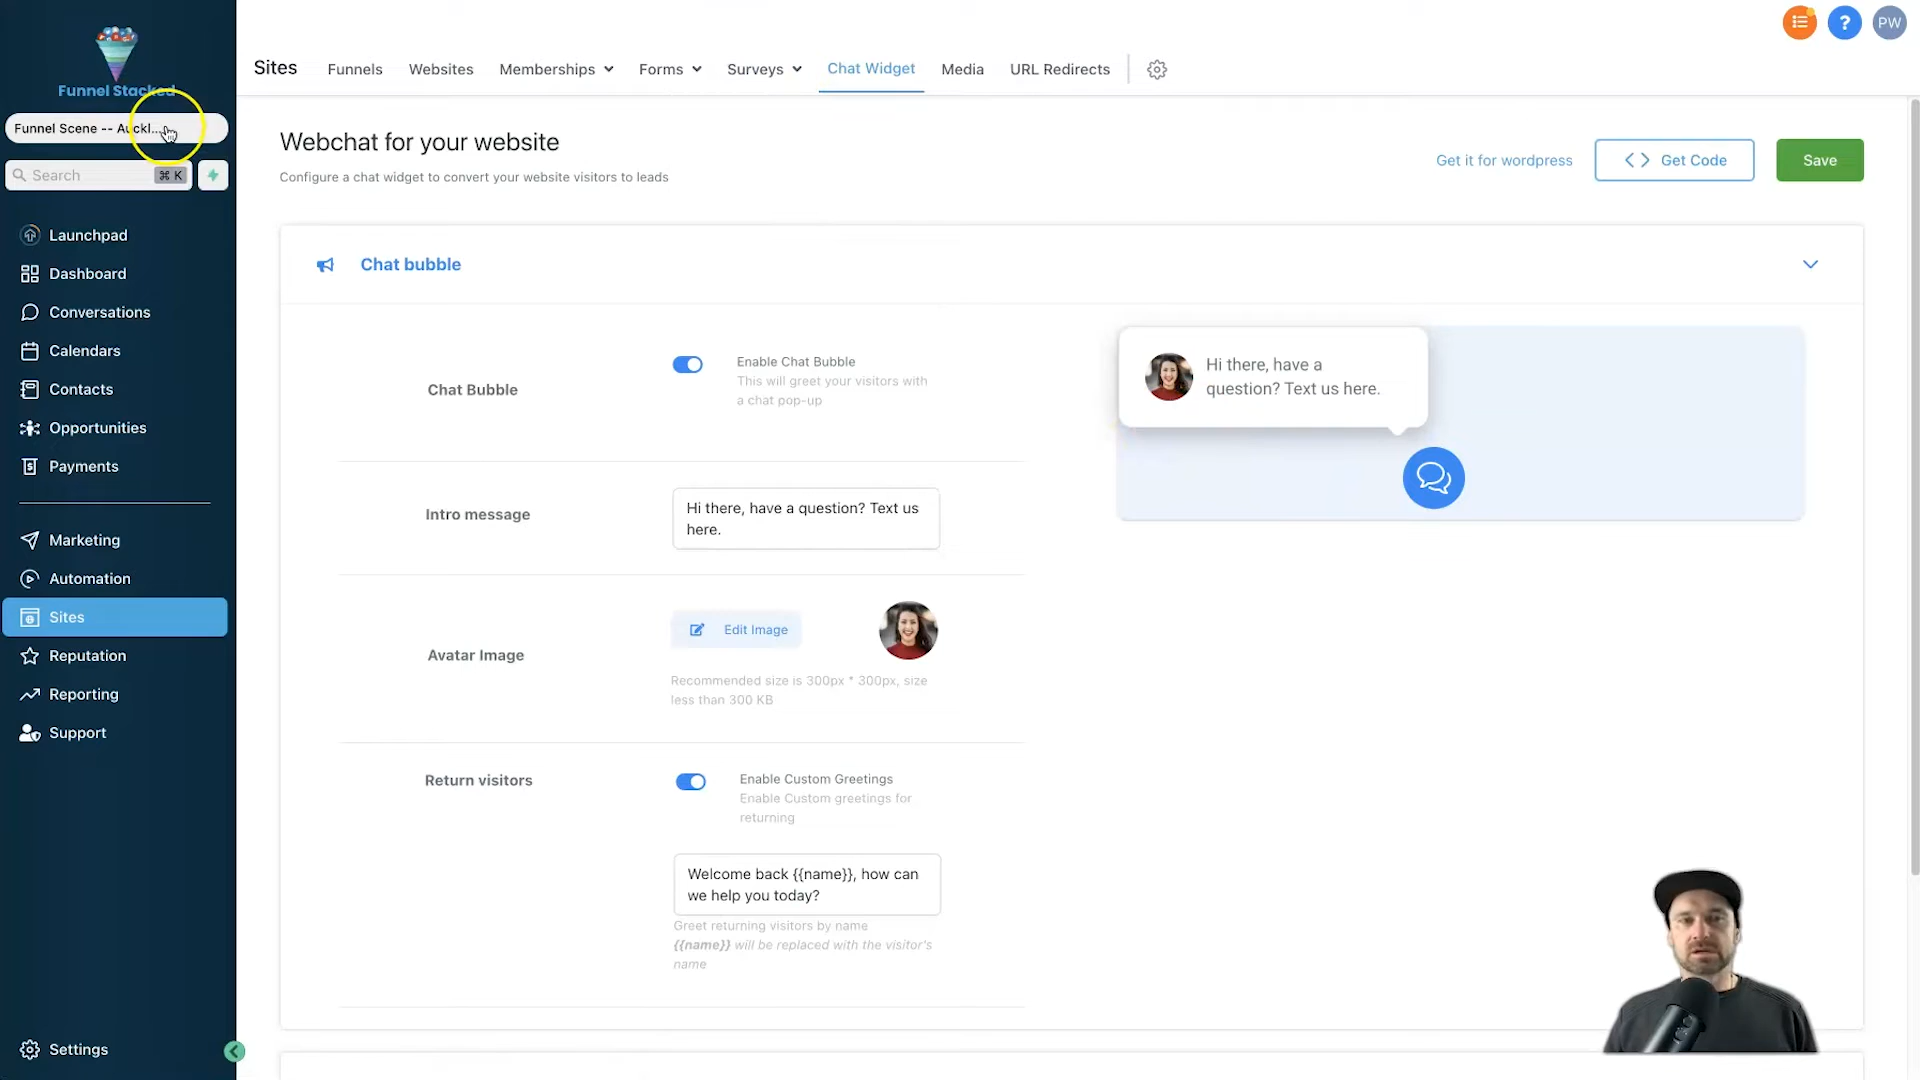 Funnel Stacked
Funnel Scene -- Auckl...
Search
⌘ K
Launchpad
Dashboard
Conversations
Calendars
Contacts
Opportunities
Payments
Marketing
Automation
Sites
Reputation
Reporting
Support
Settings
?
PW
Sites
Funnels
Websites
Memberships
Forms
Surveys
Chat Widget
Media
URL Redirects
Webchat for your website
Configure a chat widget to convert your website visitors to leads
Get it for wordpress
Get Code
Save
Chat bubble
Chat Bubble
Enable Chat Bubble
This will greet your visitors with
a chat pop-up
Hi there, have a
question? Text us here.
Intro message
Hi there, have a question? Text us
here.
Avatar Image
Edit Image
Recommended size is 300px * 300px, size
less than 300 KB
Return visitors
Enable Custom Greetings
Enable Custom greetings for
returning
Welcome back {{name}}, how can
we help you today?
Greet returning visitors by name
{{name}} will be replaced with the visitor's
name